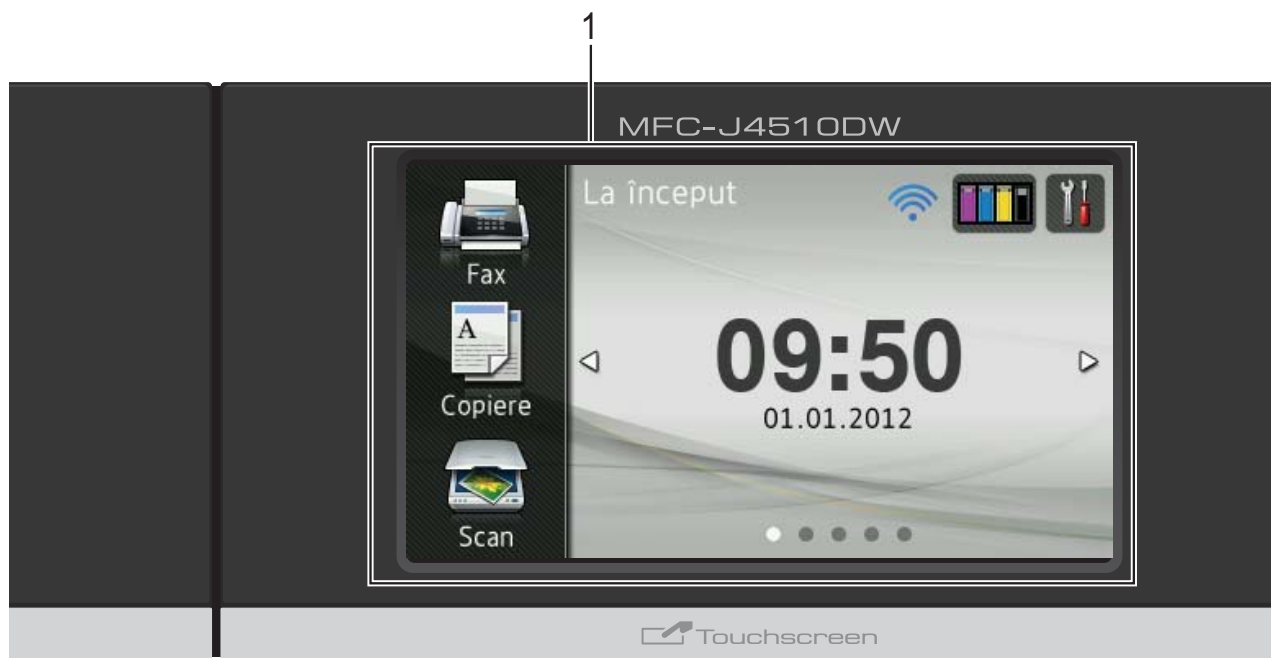 1
MFC-J4510DW
La început
Fax
A
Copiere
Scan
09:50
01.01.2012
Touchscreen